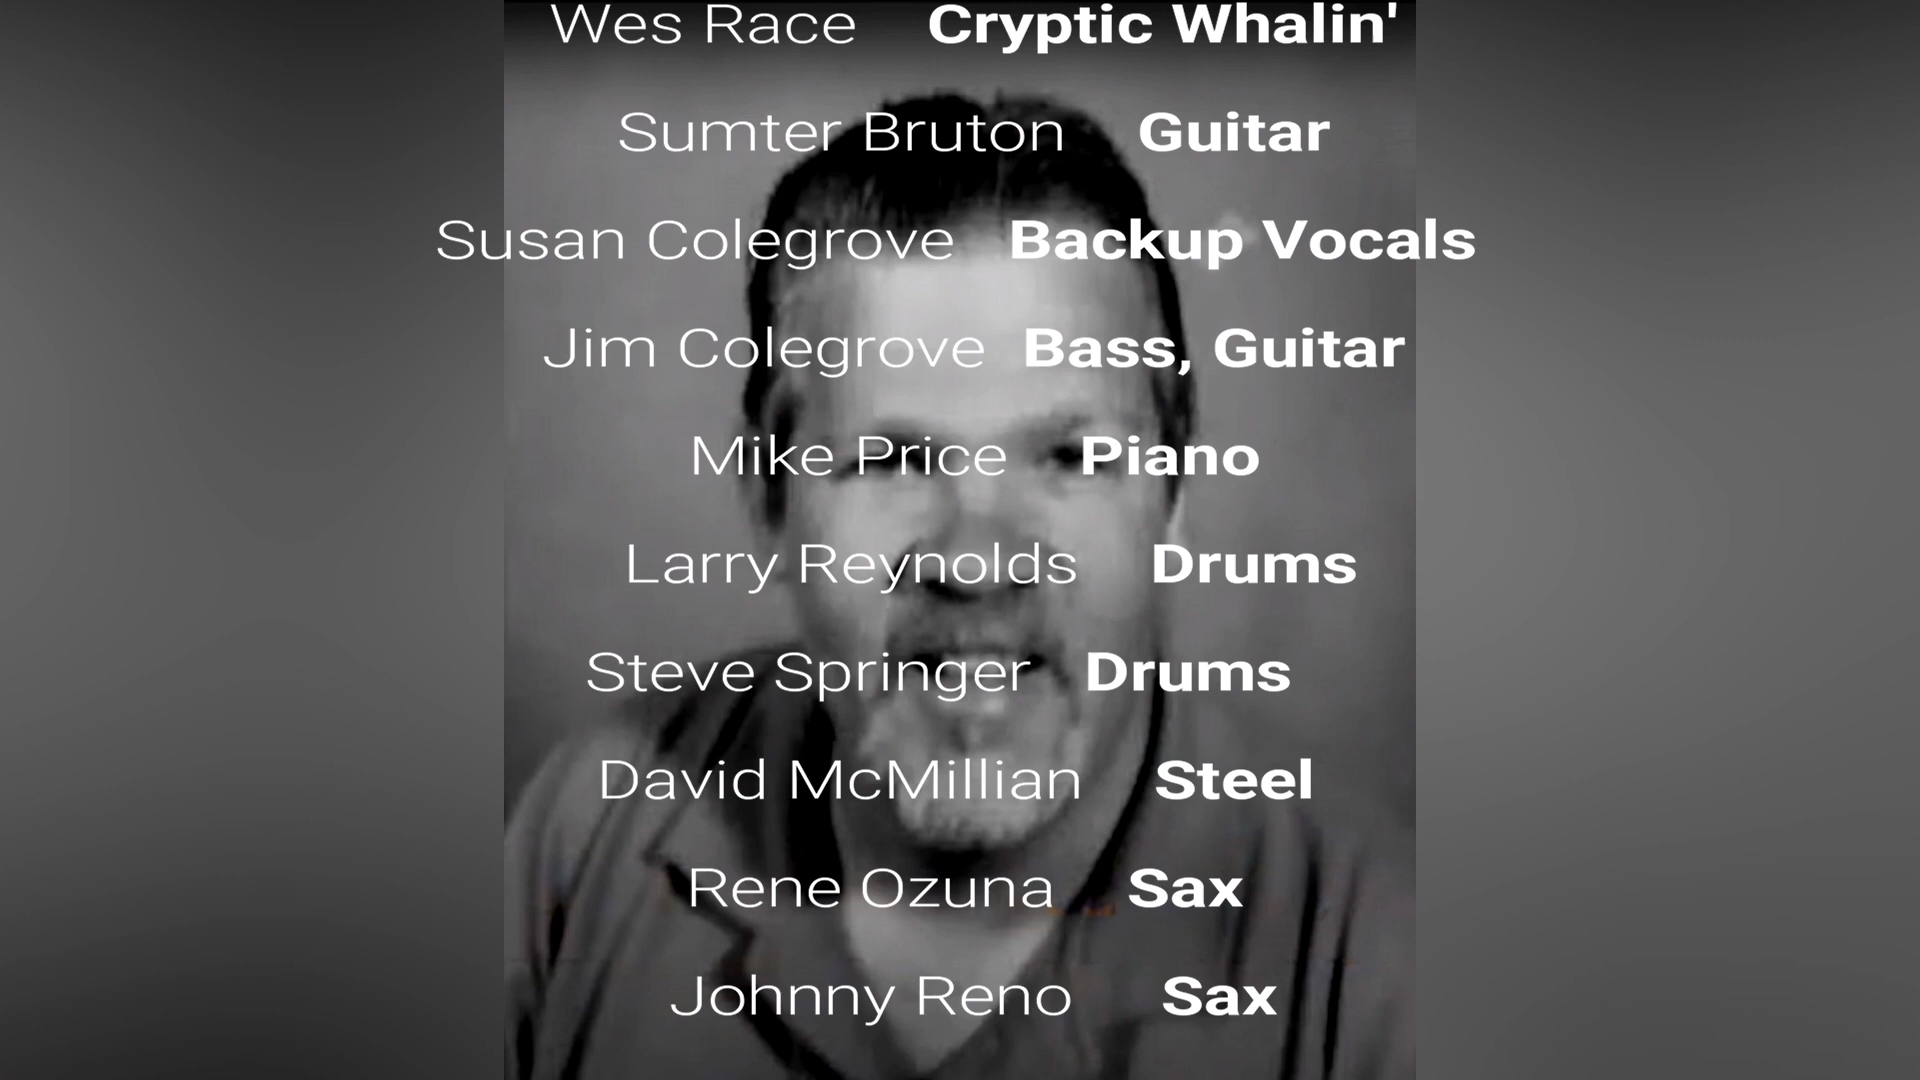 Wes Race Cryptic Whalin'
Sumter Bruton Guitar
Susan Colegrove Backup Vocals
Jim Colegrove Bass, Guitar
Mike Price Piano
Larry Reynolds Drums
Steve Springer Drums
David McMillian Steel
Rene Ozuna Sax
Johnny Reno Sax